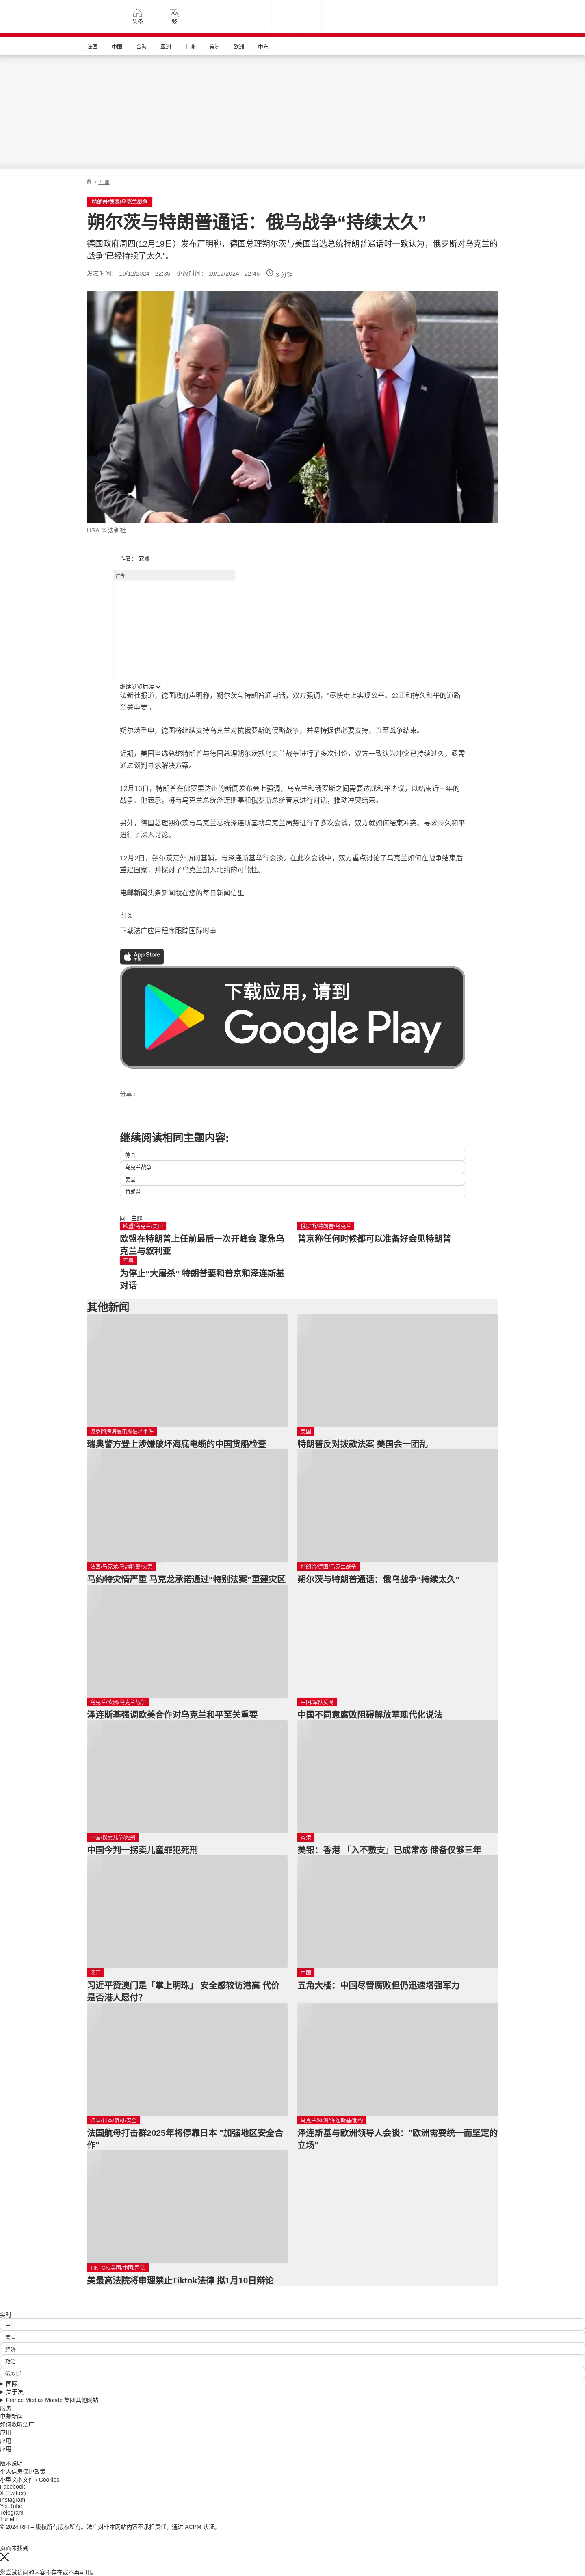 头条
繁
法国
中国
台海
亚洲
非洲
美洲
欧洲
中东
/ 中國
特朗普/德国/乌克兰战争
朔尔茨与特朗普通话：俄乌战争“持续太久”
德国政府周四(12月19日）发布声明称，德国总理朔尔茨与美国当选总统特朗普通话时一致认为，俄罗斯对乌克兰的
战争“已经持续了太久”。
发表时间： 19/12/2024 - 22:35 更改时间： 19/12/2024 - 22:46 3 分钟
USA © 法新社
作者： 安娜
广告
继续浏览后续
法新社报道，德国政府声明称，朔尔茨与特朗普通电话，双方强调，“尽快走上实现公平、公正和持久和平的道路
至关重要”。
朔尔茨重申，德国将继续支持乌克兰对抗俄罗斯的侵略战争，并坚持提供必要支持，直至战争结束。
近期，美国当选总统特朗普与德国总理朔尔茨就乌克兰战争进行了多次讨论，双方一致认为冲突已持续过久，亟需
通过谈判寻求解决方案。
12月16日，特朗普在佛罗里达州的新闻发布会上强调，乌克兰和俄罗斯之间需要达成和平协议，以结束近三年的
战争。他表示，将与乌克兰总统泽连斯基和俄罗斯总统普京进行对话，推动冲突结束。
另外，德国总理朔尔茨与乌克兰总统泽连斯基就乌克兰局势进行了多次会谈，双方就如何结束冲突、寻求持久和平
进行了深入讨论。
12月2日，朔尔茨意外访问基辅，与泽连斯基举行会谈。在此次会谈中，双方重点讨论了乌克兰如何在战争结束后
重建国家，并探讨了乌克兰加入北约的可能性。
电邮新闻头条新闻就在您的每日新闻信里
订阅
下载法广应用程序跟踪国际时事
App Store
下载
下载应用，请到
Google Play
分享 :
继续阅读相同主题内容:
德国
乌克兰战争
美国
特朗普
同一主题
欧盟/乌克兰/美国
欧盟在特朗普上任前最后一次开峰会 聚焦乌
克兰与叙利亚
俄罗斯/特朗普/乌克兰
普京称任何时候都可以准备好会见特朗普
军事
为停止“大屠杀” 特朗普要和普京和泽连斯基
对话
其他新闻
波罗的海海底电缆破坏事件
瑞典警方登上涉嫌破坏海底电缆的中国货船检查
美国
特朗普反对拨款法案 美国会一团乱
法国/马克龙/马约特岛/灾害
马约特灾情严重 马克龙承诺通过“特别法案”重建灾区
特朗普/德国/乌克兰战争
朔尔茨与特朗普通话：俄乌战争“持续太久”
乌克兰/欧洲/乌克兰战争
泽连斯基强调欧美合作对乌克兰和平至关重要
中国/军队反腐
中国不同意腐败阻碍解放军现代化说法
中国/拐卖儿童/死刑
中国今判一拐卖儿童罪犯死刑
香港
美银：香港 「入不敷支」已成常态 储备仅够三年
澳门
习近平赞澳门是「掌上明珠」 安全感较访港高 代价
是否港人愿付？
中国
五角大楼：中国尽管腐败但仍迅速增强军力
法国/日本/航母/安全
法国航母打击群2025年将停靠日本 "加强地区安全合
作"
乌克兰/欧洲/泽连斯基/北约
泽连斯基与欧洲领导人会谈："欧洲需要统一而坚定的
立场"
TIKTOK/美国/中国/司法
美最高法院将审理禁止Tiktok法律 拟1月10日辩论
实时
中国
美国
经济
政治
俄罗斯
国际
关于法广
France Médias Monde 集团其他网站
服务
电邮新闻
如何收听法广
应用
应用
应用
版本说明
个人信息保护政策
小型文本文件 / Cookies
Facebook
X (Twitter)
Instagram
YouTube
Telegram
TuneIn
© 2024 RFI – 版权所有版权所有。法广对非本网站内容不承担责任。通过 ACPM 认证。
页面未找到
您尝试访问的内容不存在或不再可用。